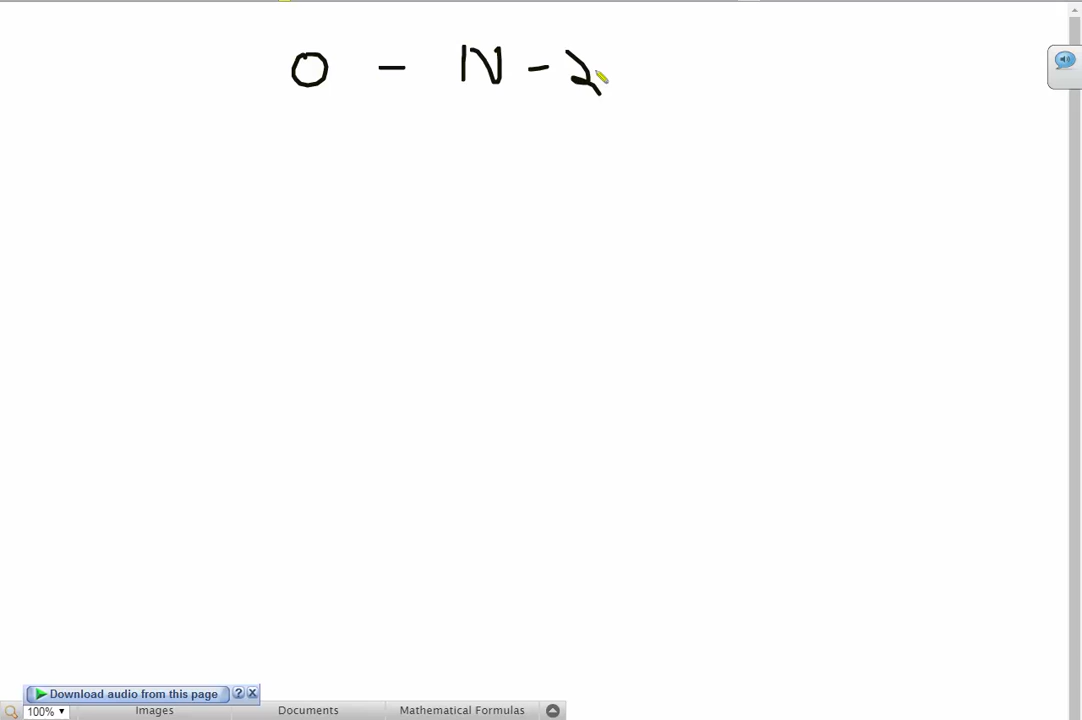 O - N - 2
Download audio from this page ? x
100% ▼ Images Documents Mathematical Formulas